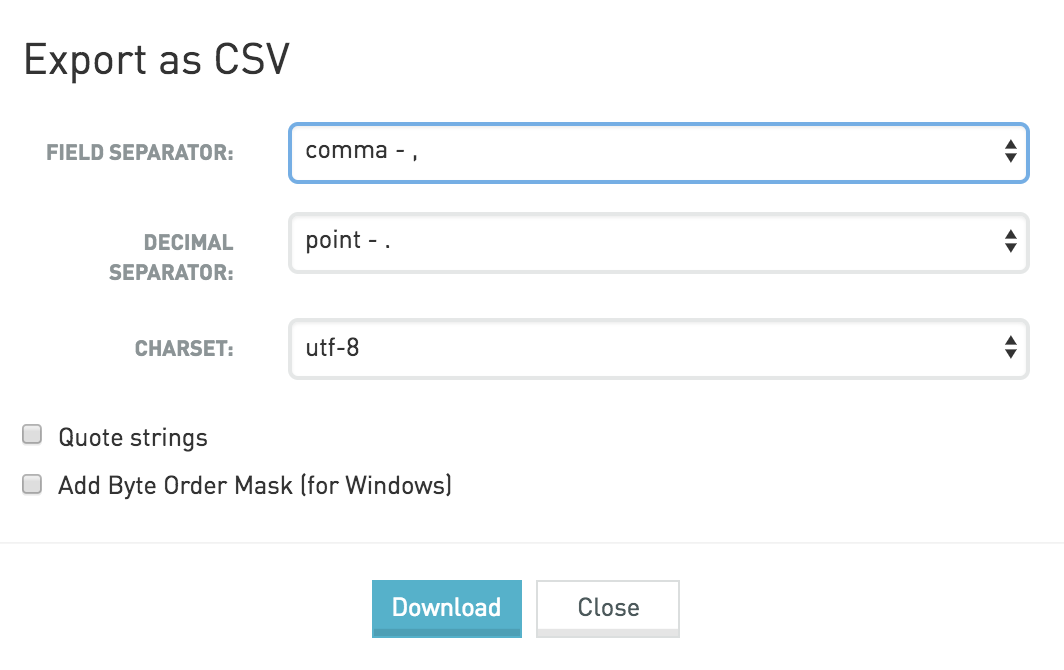 Export as CSV
FIELD SEPARATOR: comma - ,
DECIMAL SEPARATOR: point - .
CHARSET: utf-8
Quote strings
Add Byte Order Mask (for Windows)
Download Close